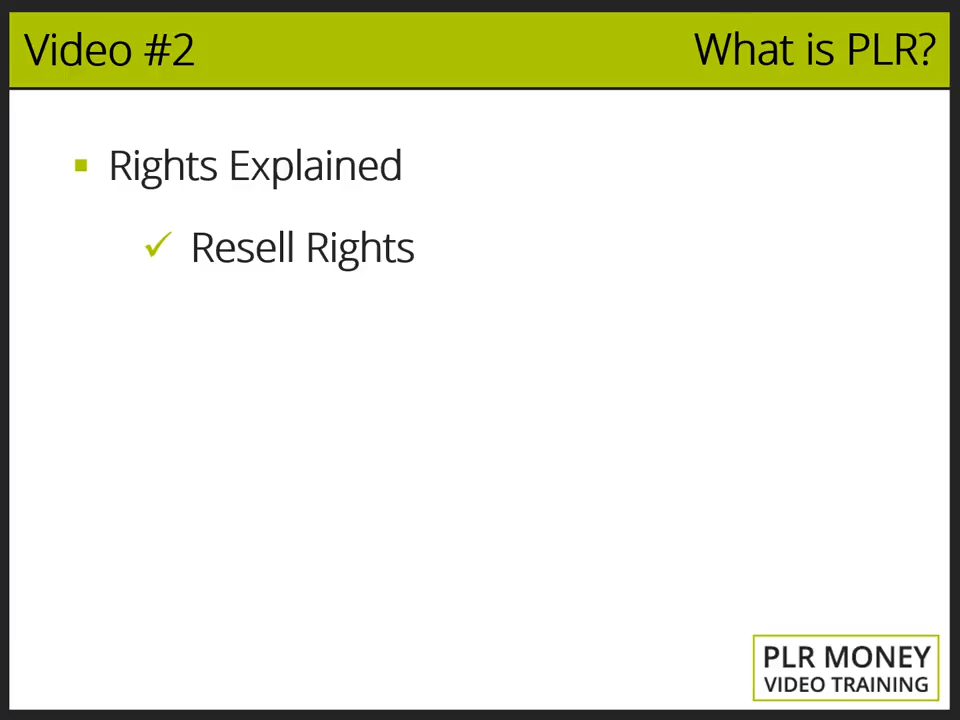 Video #2
What is PLR?
Rights Explained
Resell Rights
PLR MONEY
VIDEO TRAINING